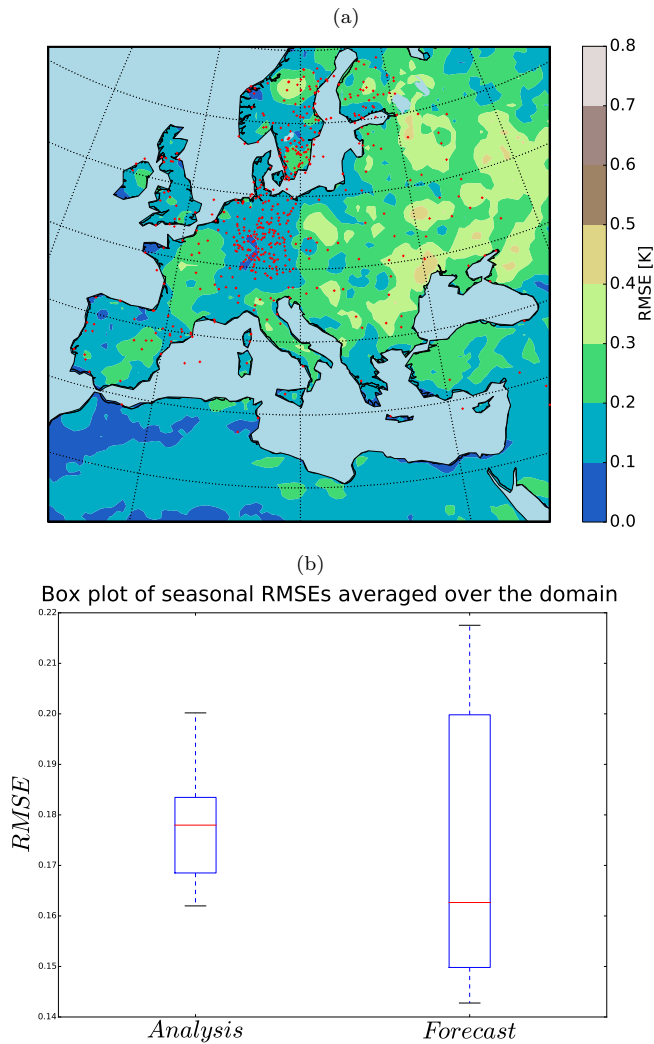 (a)
0.8
0.7
0.6
0.5
0.4
0.3
0.2
0.1
0.0
RMSE [K]
(b)
Box plot of seasonal RMSEs averaged over the domain
0.22
0.20
0.19
0.18
0.17
0.16
0.15
0.14
RMSE
Analysis
Forecast